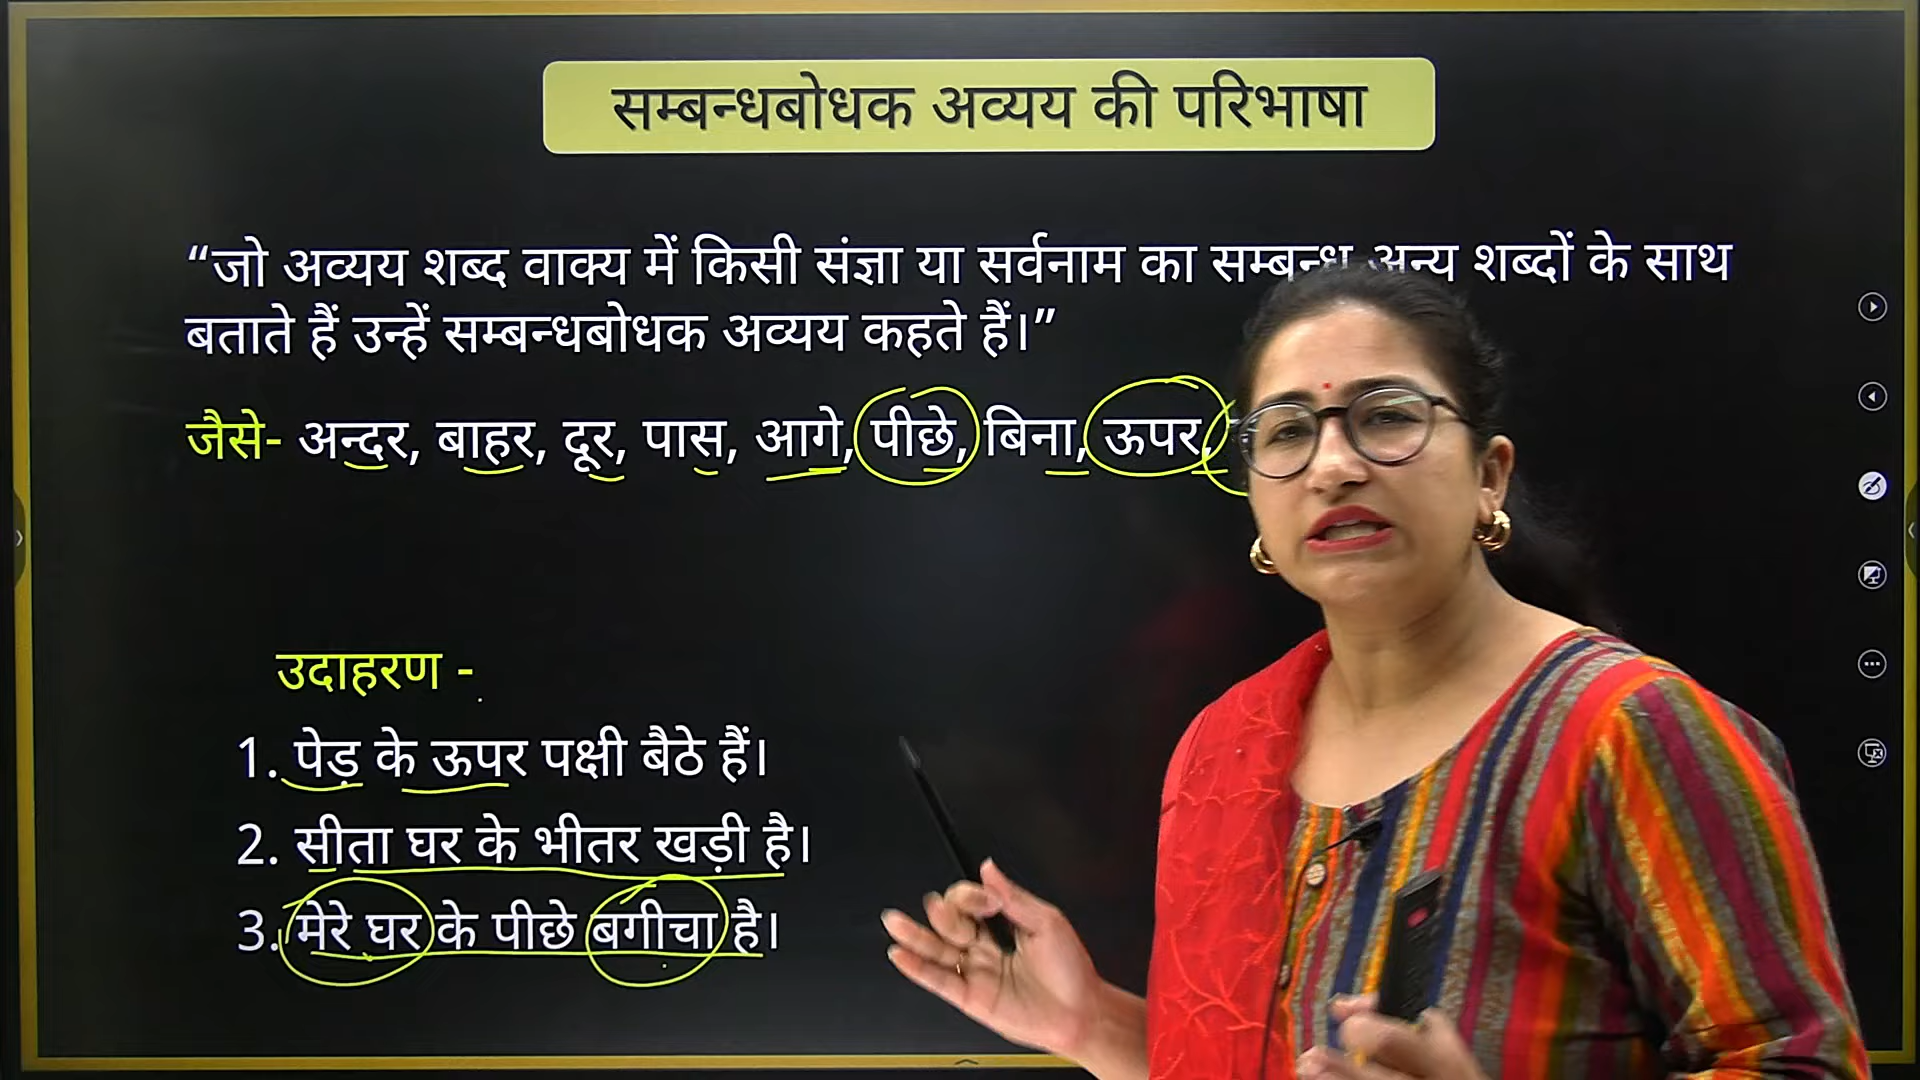 सम्बन्धबोधक अव्यय की परिभाषा
“जो अव्यय शब्द वाक्य में किसी संज्ञा या सर्वनाम का सम्बन्ध अन्य शब्दों के साथ
बताते हैं उन्हें सम्बन्धबोधक अव्यय कहते हैं।”
जैसे- अन्दर, बाहर, दूर, पास, आगे, पीछे, बिना, ऊपर,
उदाहरण -
1. पेड़ के ऊपर पक्षी बैठे हैं।
2. सीता घर के भीतर खड़ी है।
3. मेरे घर के पीछे बगीचा है।